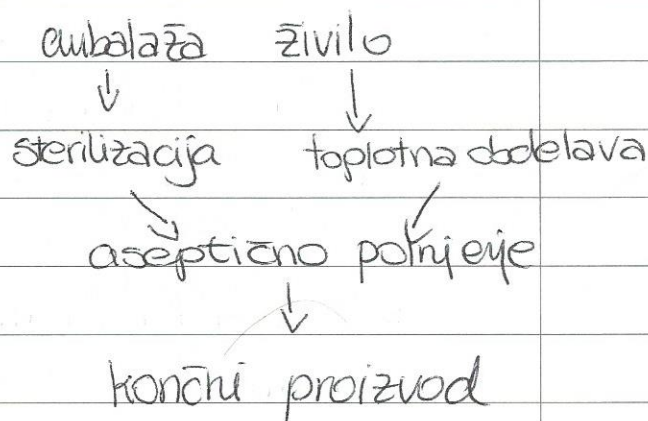 embalaža živilo
sterilizacija toplotna obdelava
aseptično polnjenje
končni proizvod